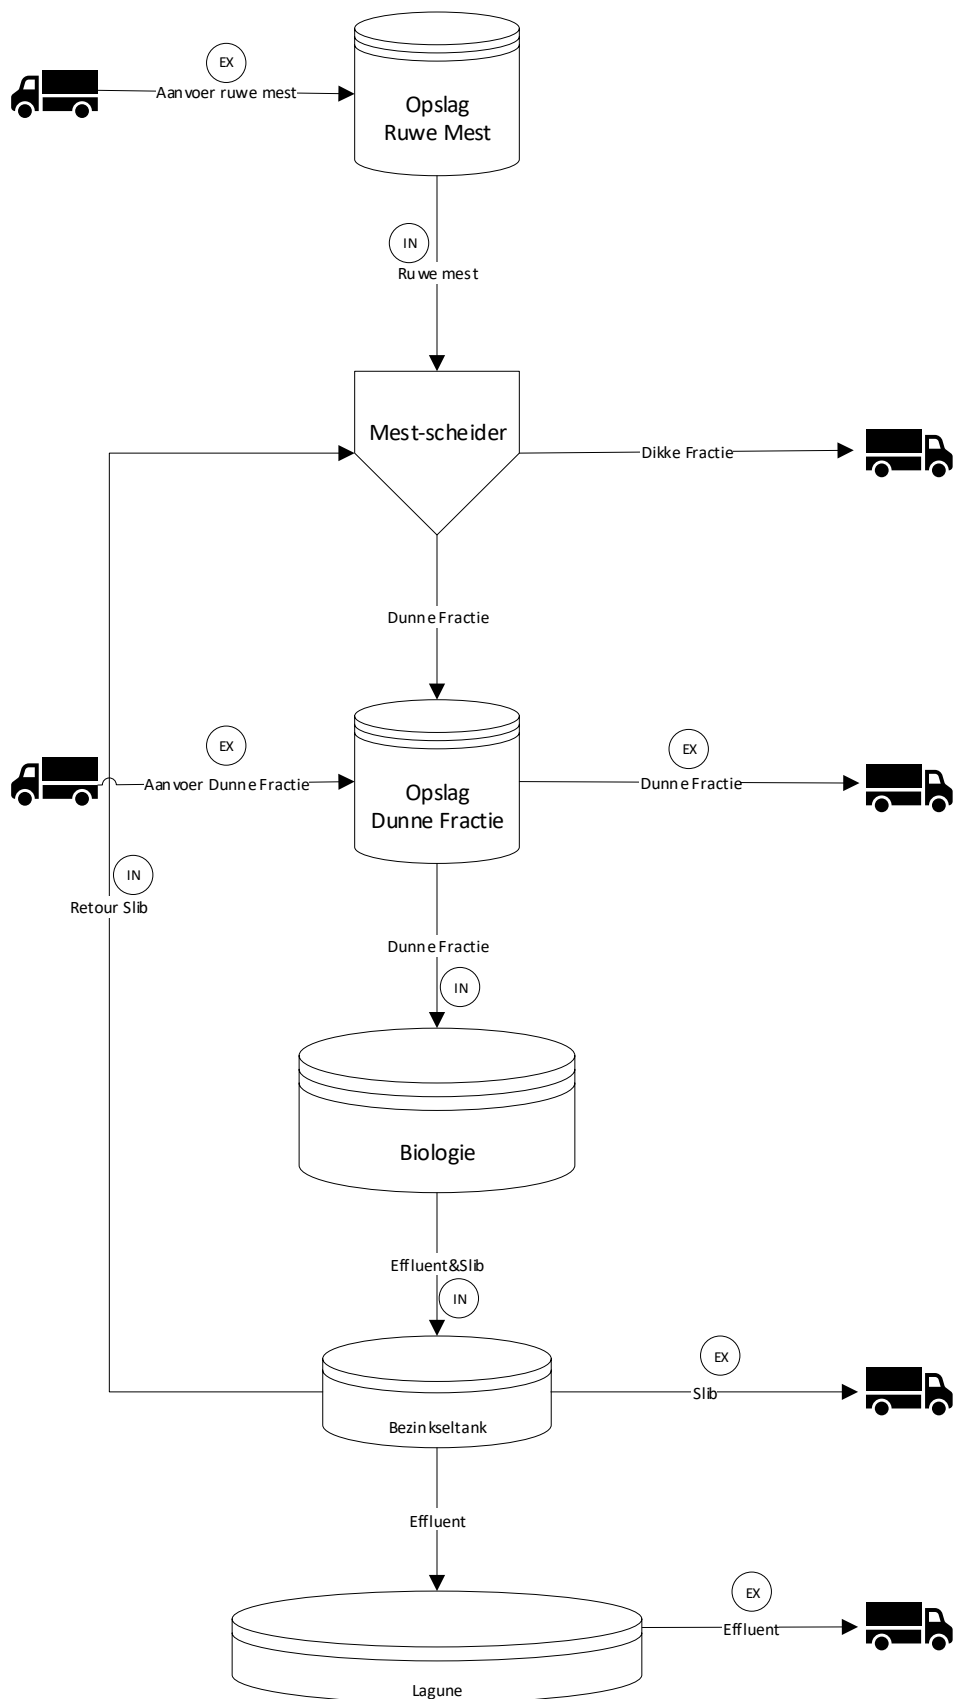 EX
Aanvoer ruwe mest
Opslag
Ruwe Mest
IN
Ruwe mest
Mest-scheider
Dikke Fractie
Dunne Fractie
EX
Aanvoer Dunne Fractie
Opslag
Dunne Fractie
EX
Dunne Fractie
IN
Retour Slib
Dunne Fractie
IN
Biologie
Effluent&Slib
IN
Bezinkseltank
EX
Slib
Effluent
EX
Effluent
Lagune